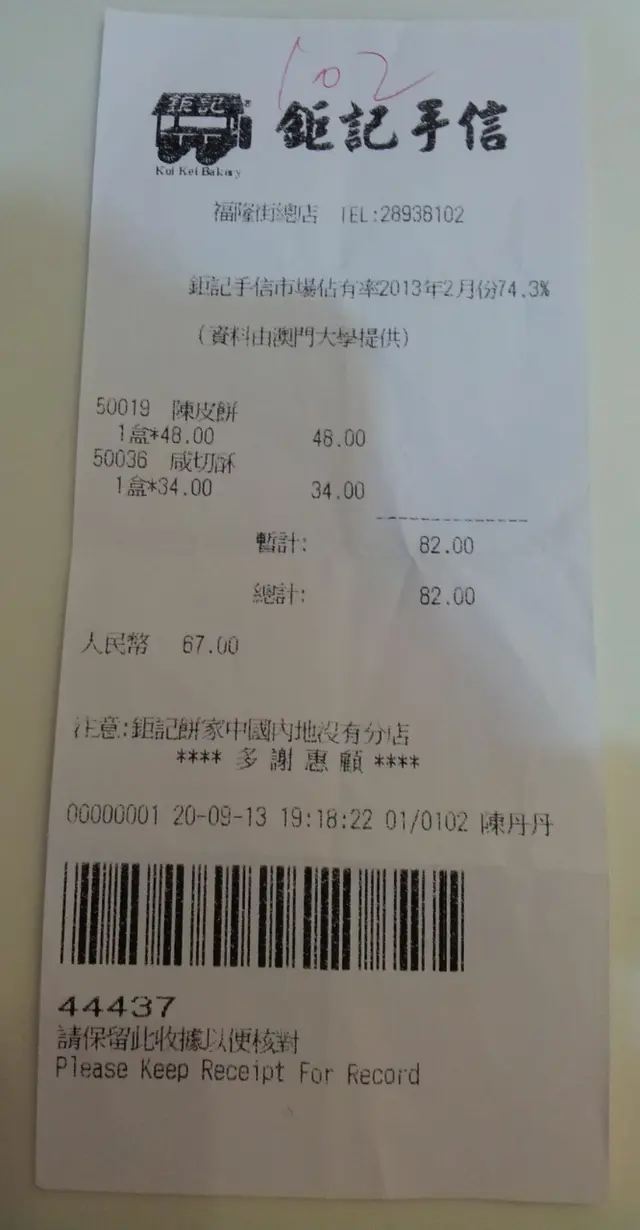 102
鉅記
Koi Kei Bakery
鉅記手信
福隆街總店 TEL:28938102
鉅記手信市場佔有率2013年2月份74.3%
(資料由澳門大學提供)
50019 陳皮餅
1盒*48.00 48.00
50036 咸切酥
1盒*34.00 34.00
暫計: 82.00
總計: 82.00
人民幣 67.00
注意:鉅記餅家中國內地沒有分店
**** 多謝惠顧 ****
00000001 20-09-13 19:18:22 01/0102 陳丹丹
44437
請保留此收據以便核對
Please Keep Receipt For Record